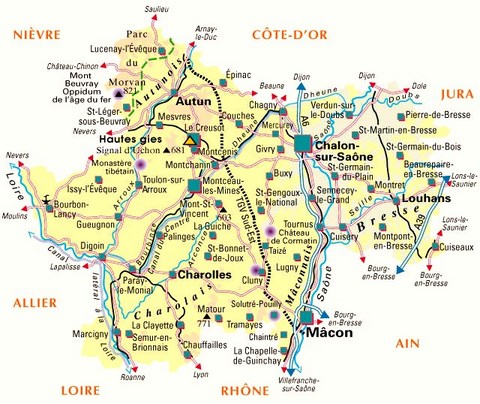 Saulieu
Arnay-
le-Duc
NIÈVRE
CÔTE-D'OR
Parc
Lucenay-l'Évêque
du
Château-Chinon
Mont
Beuvray
Oppidum
de l'âge du fer
Morvan
821
Autunois
Épinac
Beaune
Dijon
Dheune
Dijon
Dole
Doubs
JURA
Autun
Chagny
Verdun-sur
le-Doubs
St-Léger-
sous-Beuvray
Mesvres
Couches
Mercurey
A6
Saône
Pierre-de-Bresse
Nevers
Le Creusot
St-Martin-en-Bresse
Hautes gies
Signal d'Uchon
681
Givry
Chalon-
sur-Saône
St-Germain-du-Bois
Montcenis
Dheune
Nevers
Monastère
tibétain
Montchanin
St-Germain-
du-Plain
Beaurepaire-
en-Bresse
Loire
Issy-l'Évêque
Arroux
Toulon-sur-
Arroux
Montceau-
les-Mines
Buxy
Sennecey-
le-Grand
Montret
Louhans
Lons-le-
Saunier
Moulins
Bourbon-
Lancy
Mont-St-
Vincent
603
St-Gengoux-
le-National
Seille
Bresse
A39
Lons-le-
Saunier
Gueugnon
Centre
La Guiche
Tournus
Château
de Cormatin
Taizé
Cuisery
Montpont-
en-Bresse
Cuiseaux
Digoin
Bourbince
Canal du
Palinges
Arconce
St-Bonnet-
de-Joux
TGV Sud-Est
Lugny
Canal
Lapalisse
latéral à la
Loire
Paray-
le-Monial
Charolles
Cluny
Mâconnais
Saône
Bourg-
en-Bresse
Bourg-
en-Bresse
ALLIER
Charolais
Matour
771
Solutré-Pouilly
Bourg-
en-Bresse
Marcigny
La Clayette
Semur-en-
Brionnais
Tramayes
Chaintré
Mâcon
AIN
Chauffailles
La Chapelle-
de-Guinchay
Roanne
Lyon
LOIRE
RHÔNE
Villefranche-
sur-Saône